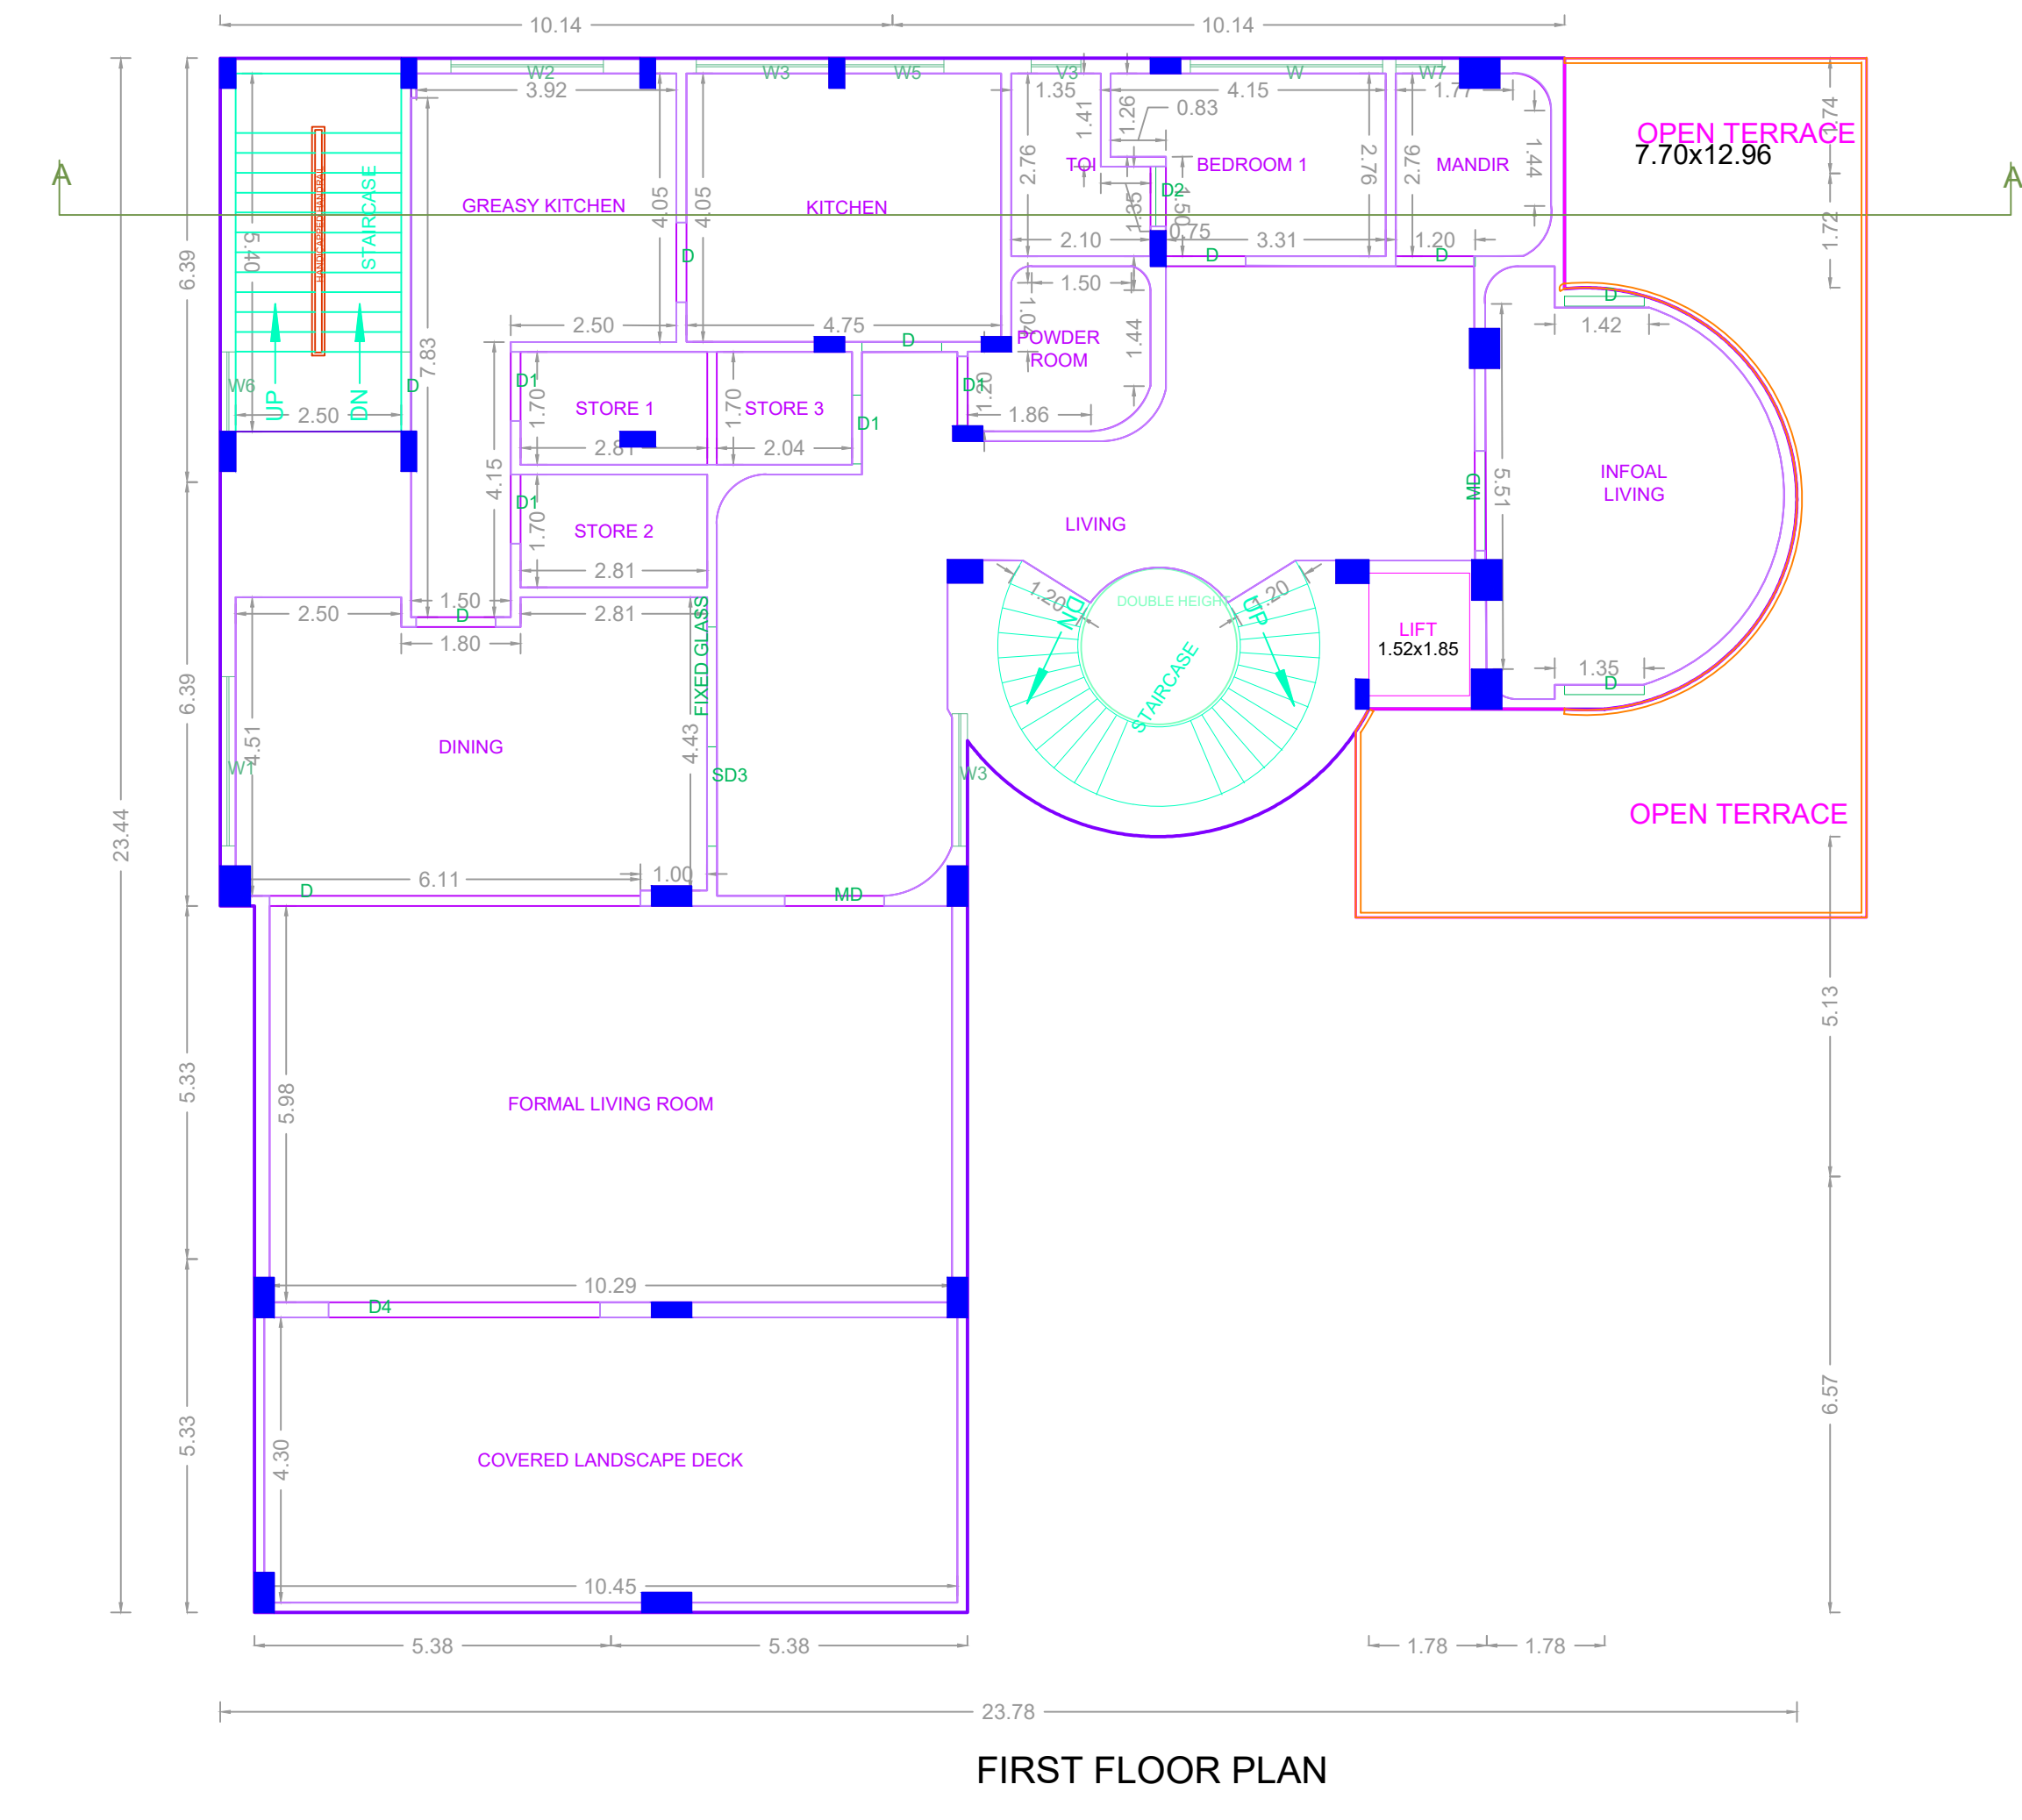 10.14
10.14
W2
W3
W5
V3
W
W7
3.92
1.35
4.15
1.77
1.74
0.83
1.41
1.26
OPEN TERRACE
7.70x12.96
A
A
HANDICAPPED HANDRAIL
STAIRCASE
5.40
6.39
GREASY KITCHEN
4.05
4.05
KITCHEN
2.76
TOI
D2
BEDROOM 1
2.76
2.76
MANDIR
1.44
1.72
1.35
1.50
0.75
2.10
3.31
1.20
D
D
D
1.50
1.04
1.44
D
1.42
2.50
4.75
D
POWDER
ROOM
7.83
W6
UP
DN
D
2.50
D1
1.70
STORE 1
2.81
1.70
STORE 3
2.04
D1
D1
1.20
1.86
4.15
D1
1.70
STORE 2
2.81
LIVING
MD
5.51
INFOAL
LIVING
2.50
1.50
D
1.80
2.81
FIXED GLASS
1.20
DN
DOUBLE HEIGHT
UP
1.20
STAIRCASE
LIFT
1.52x1.85
1.35
D
6.39
4.51
W1
DINING
4.43
SD3
W3
OPEN TERRACE
23.44
D
6.11
1.00
MD
5.33
5.98
FORMAL LIVING ROOM
5.13
10.29
D4
5.33
4.30
COVERED LANDSCAPE DECK
6.57
10.45
5.38
5.38
1.78
1.78
23.78
FIRST FLOOR PLAN